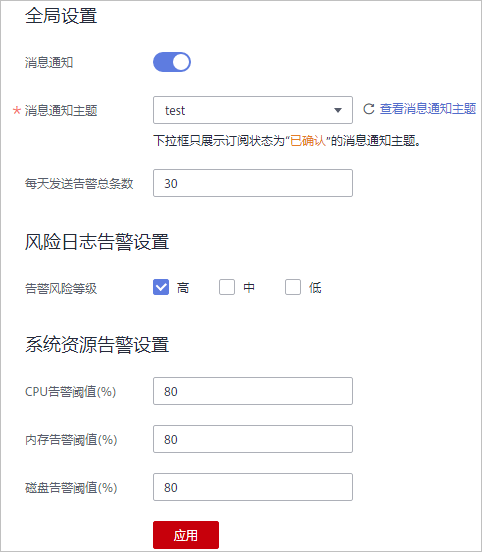 全局设置
消息通知
* 消息通知主题 test 查看消息通知主题
下拉框只展示订阅状态为“已确认”的消息通知主题。
每天发送告警总条数 30
风险日志告警设置
告警风险等级 高 中 低
系统资源告警设置
CPU告警阈值(%) 80
内存告警阈值(%) 80
磁盘告警阈值(%) 80
应用